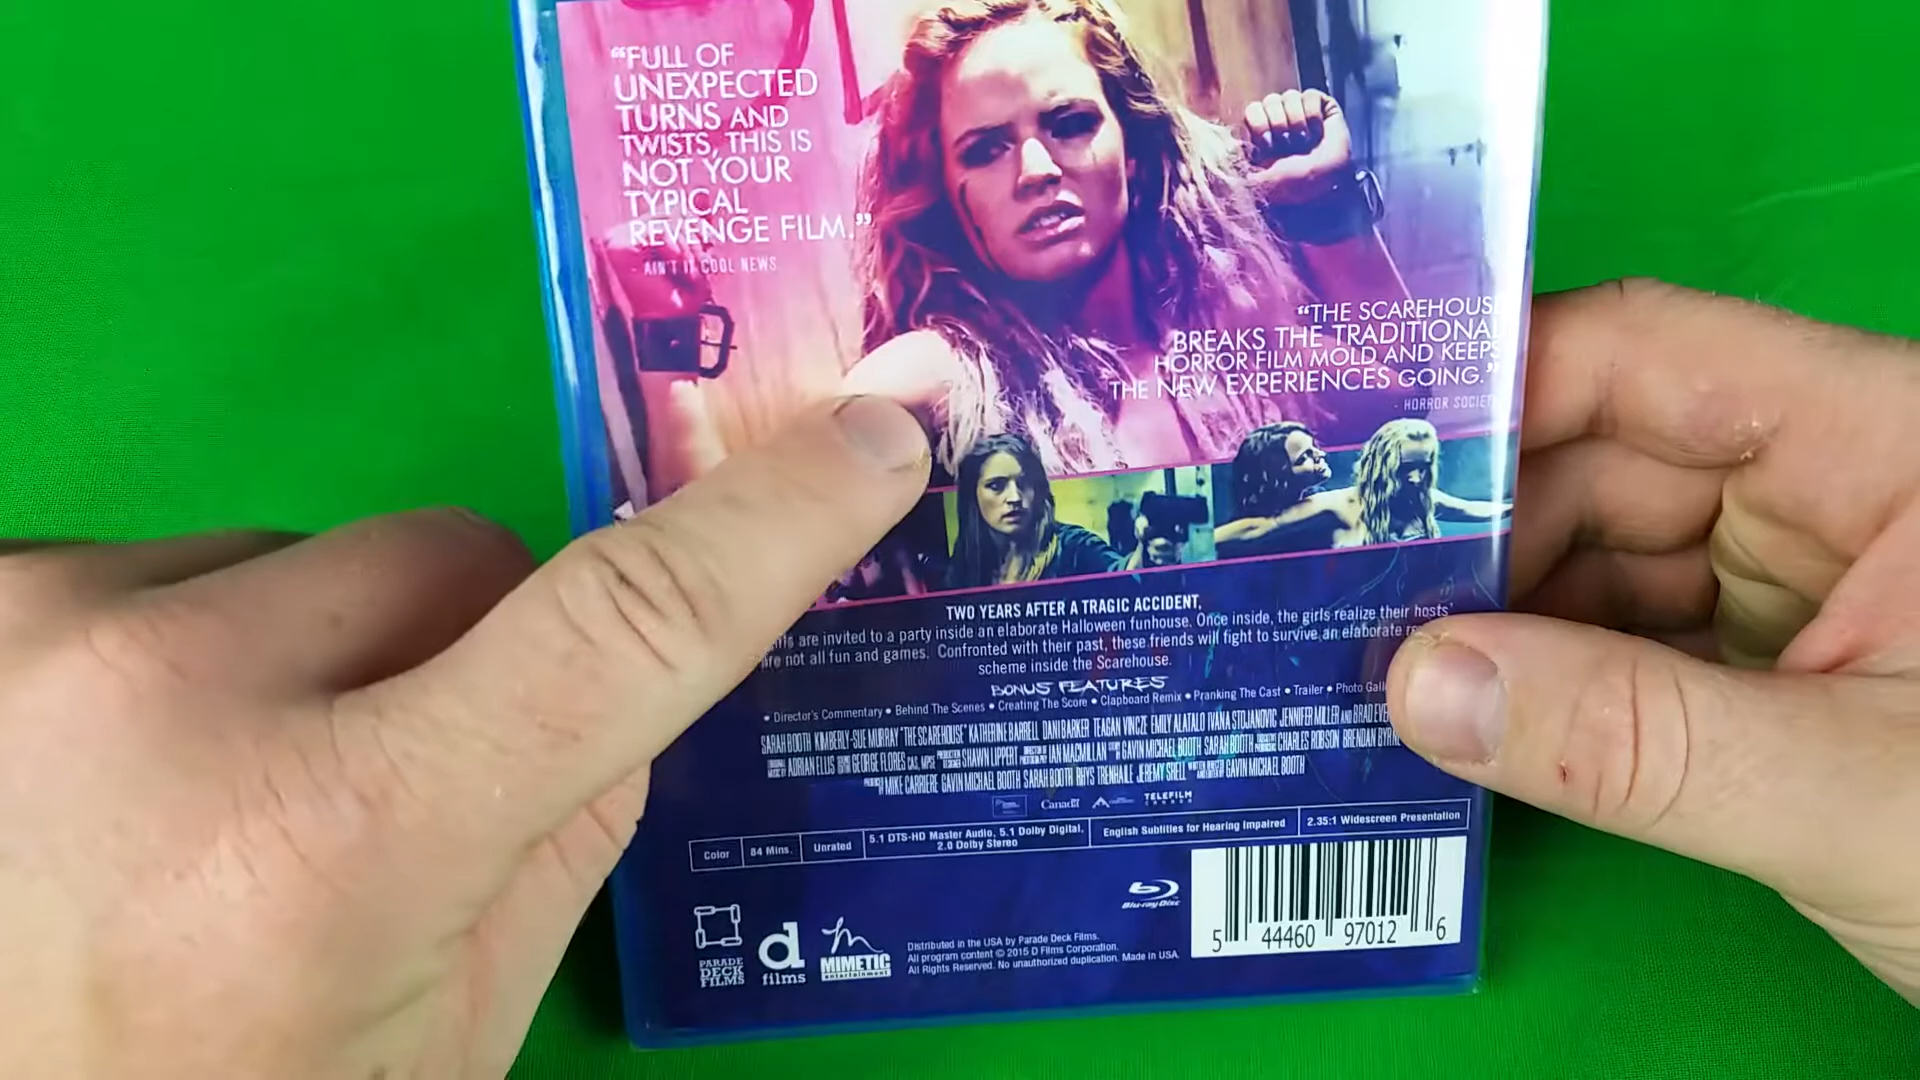 “FULL OF
UNEXPECTED
TURNS AND
TWISTS, THIS IS
NOT YOUR
TYPICAL
REVENGE FILM.”
- AIN'T IT COOL NEWS
“THE SCAREHOUSE
BREAKS THE TRADITIONAL
HORROR FILM MOLD AND KEEPS
THE NEW EXPERIENCES GOING.”
- HORROR SOCIETY
TWO YEARS AFTER A TRAGIC ACCIDENT,
are invited to a party inside an elaborate Halloween funhouse. Once inside, the girls realize their hosts’
are not all fun and games. Confronted with their past, these friends will fight to survive an elaborate
scheme inside the Scarehouse.
BONUS FEATURES
• Director's Commentary • Behind The Scenes • Creating The Score • Clapboard Remix • Pranking The Cast • Trailer • Photo
SARAH BOOTH KIMBERLY-SUE MURRAY "THE SCAREHOUSE" KATHERINE BARRELL DANI BARKER TEAGAN VINCZE EMILY ALATALO IVANA STOJANOVIC JENNIFER MILLER AND BRAD
ADRIAN ELLIS GEORGE FLORES CAS, MPSE PRODUCTION DESIGNER SHAWN LIPPERT DIRECTOR OF PHOTOGRAPHY IAN MACMILLAN GAVIN MICHAEL BOOTH SARAH BOOTH CHARLES ROBSON BRENDAN
MIKE CARRIERE GAVIN MICHAEL BOOTH SARAH BOOTH RHYS TRENHAILE JEREMY SNELL GAVIN MICHAEL BOOTH
Canada TELEFILM CANADA
Color 84 Mins. Unrated 5.1 DTS-HD Master Audio, 5.1 Dolby Digital, English Subtitles for Hearing Impaired 2.35:1 Widescreen Presentation
2.0 Dolby Stereo
Blu-ray Disc
5 44460 97012 6
PARADE
DECK
FILMS
d
films
m
MIMETIC
entertainment
Distributed in the USA by Parade Deck Films.
All program content © 2015 D Films Corporation.
All Rights Reserved. No unauthorized duplication. Made in USA.